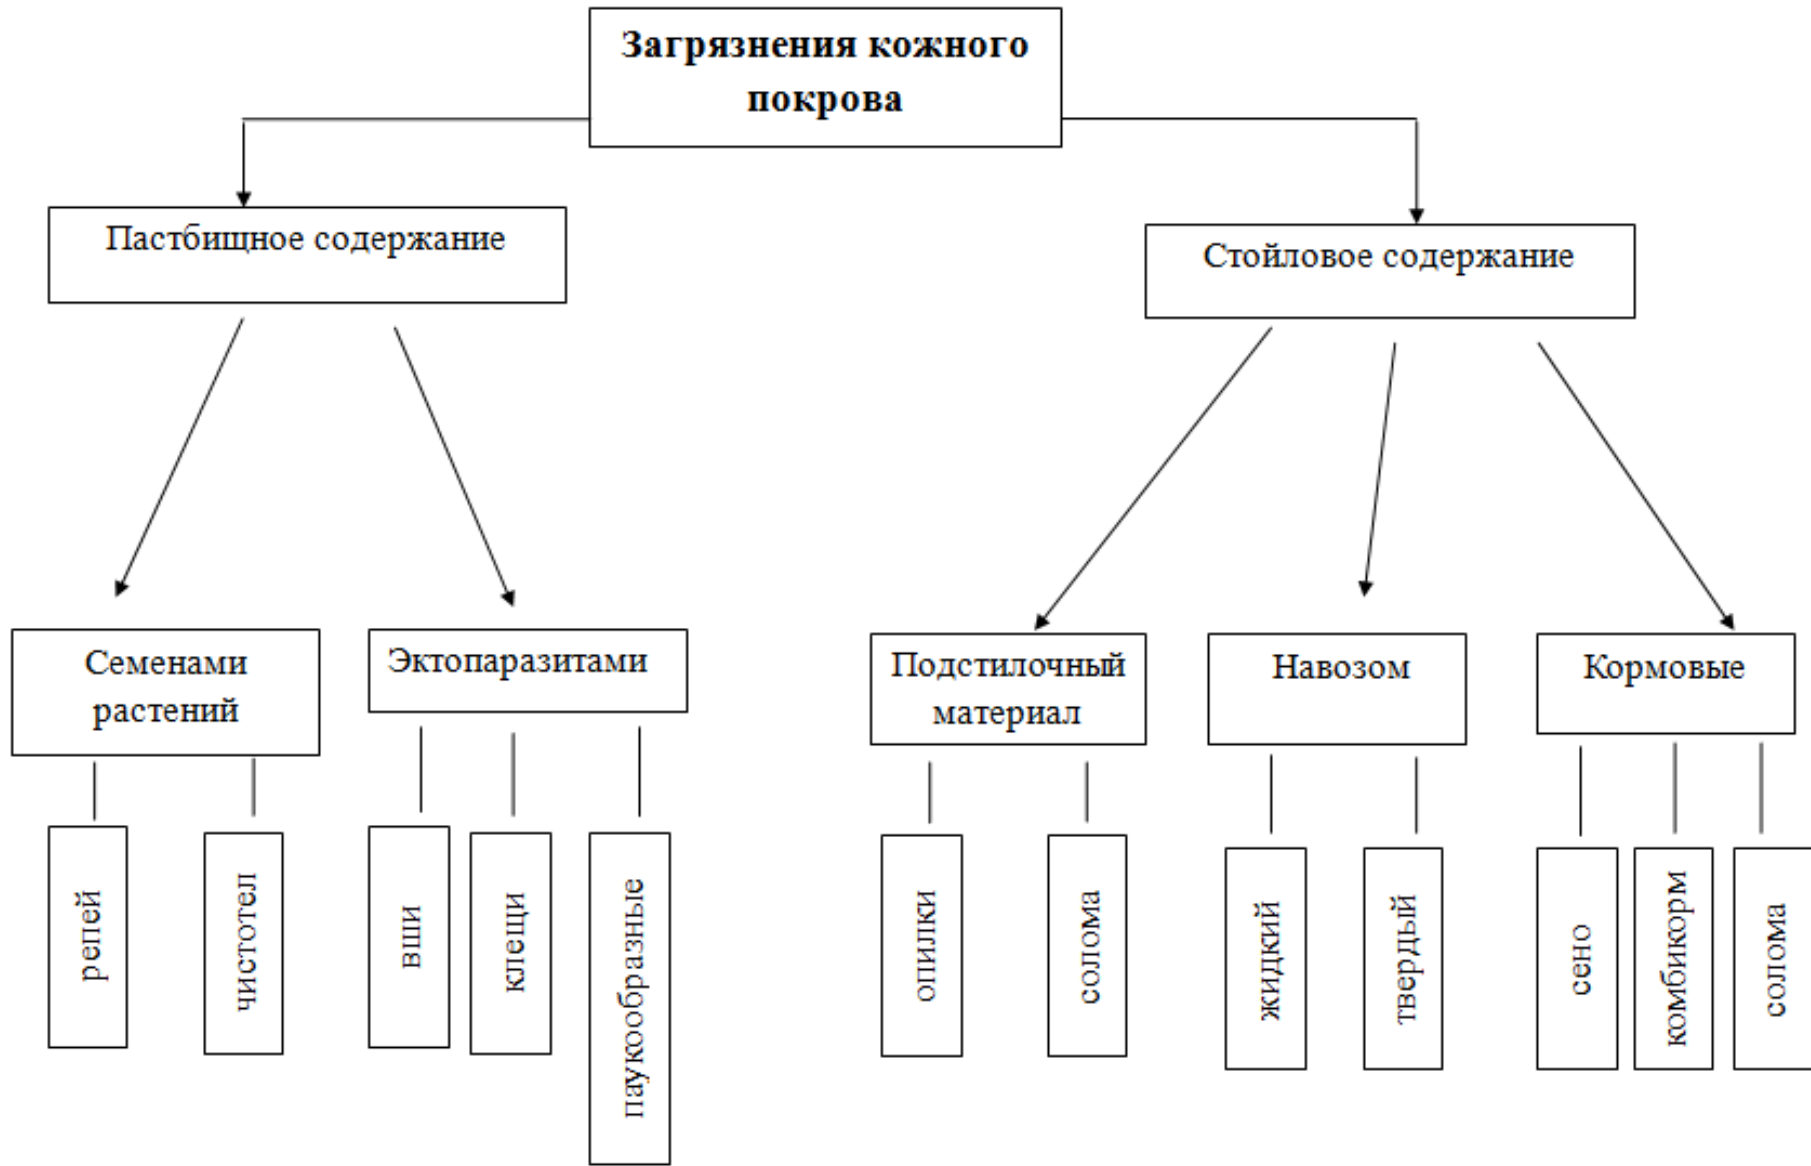 Загрязнения кожного
покрова
Пастбищное содержание
Стойловое содержание
Семенами
растений
Эктопаразитами
Подстилочный
материал
Навозом
Кормовые
репей
чистотел
вши
клещи
паукообразные
опилки
солома
жидкий
твердый
сено
комбикорм
солома